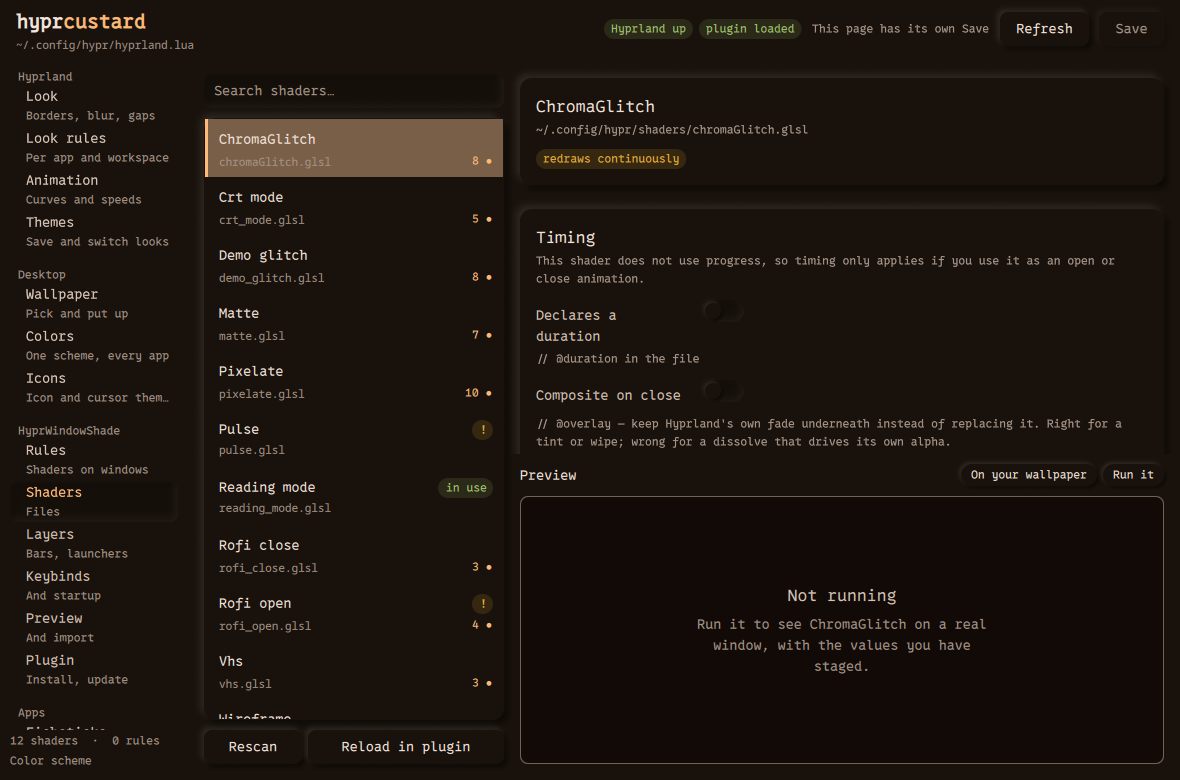 hyprcustard
~/.config/hypr/hyprland.lua
Hyprland up
plugin loaded
This page has its own Save
Refresh
Save
Hyprland
Look
Borders, blur, gaps
Look rules
Per app and workspace
Animation
Curves and speeds
Themes
Save and switch looks
Desktop
Wallpaper
Pick and put up
Colors
One scheme, every app
Icons
Icon and cursor them…
HyprWindowShade
Rules
Shaders on windows
Shaders
Files
Layers
Bars, launchers
Keybinds
And startup
Preview
And import
Plugin
Install, update
Apps
12 shaders · 0 rules
Color scheme
Search shaders…
ChromaGlitch
chromaGlitch.glsl 8 •
Crt mode
crt_mode.glsl 5 •
Demo glitch
demo_glitch.glsl 8 •
Matte
matte.glsl 7 •
Pixelate
pixelate.glsl 10 •
Pulse !
pulse.glsl
Reading mode in use
reading_mode.glsl
Rofi close
rofi_close.glsl 3 •
Rofi open !
rofi_open.glsl 4 •
Vhs
vhs.glsl 3 •
Wireframe
Rescan
Reload in plugin
ChromaGlitch
~/.config/hypr/shaders/chromaGlitch.glsl
redraws continuously
Timing
This shader does not use progress, so timing only applies if you use it as an open or
close animation.
Declares a
duration
// @duration in the file
Composite on close
// @overlay — keep Hyprland's own fade underneath instead of replacing it. Right for a
tint or wipe; wrong for a dissolve that drives its own alpha.
Preview
On your wallpaper
Run it
Not running
Run it to see ChromaGlitch on a real
window, with the values you have
staged.